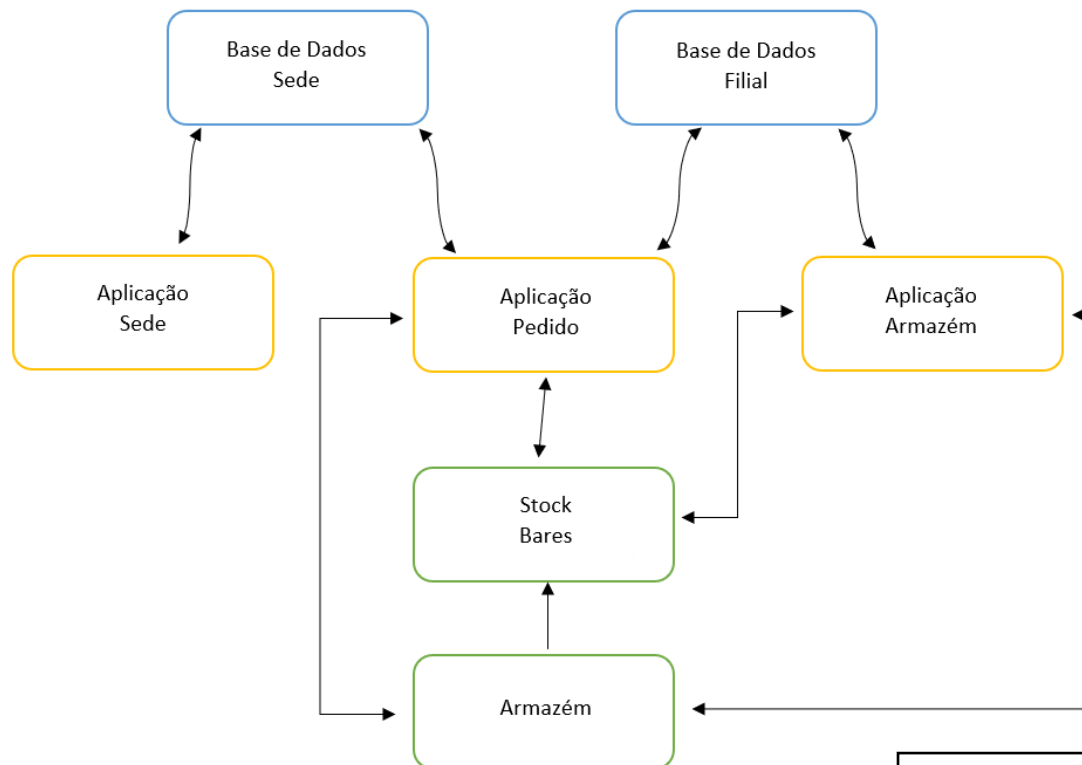 Base de Dados
Sede
Base de Dados
Filial
Aplicação
Sede
Aplicação
Pedido
Aplicação
Armazém
Stock
Bares
Armazém